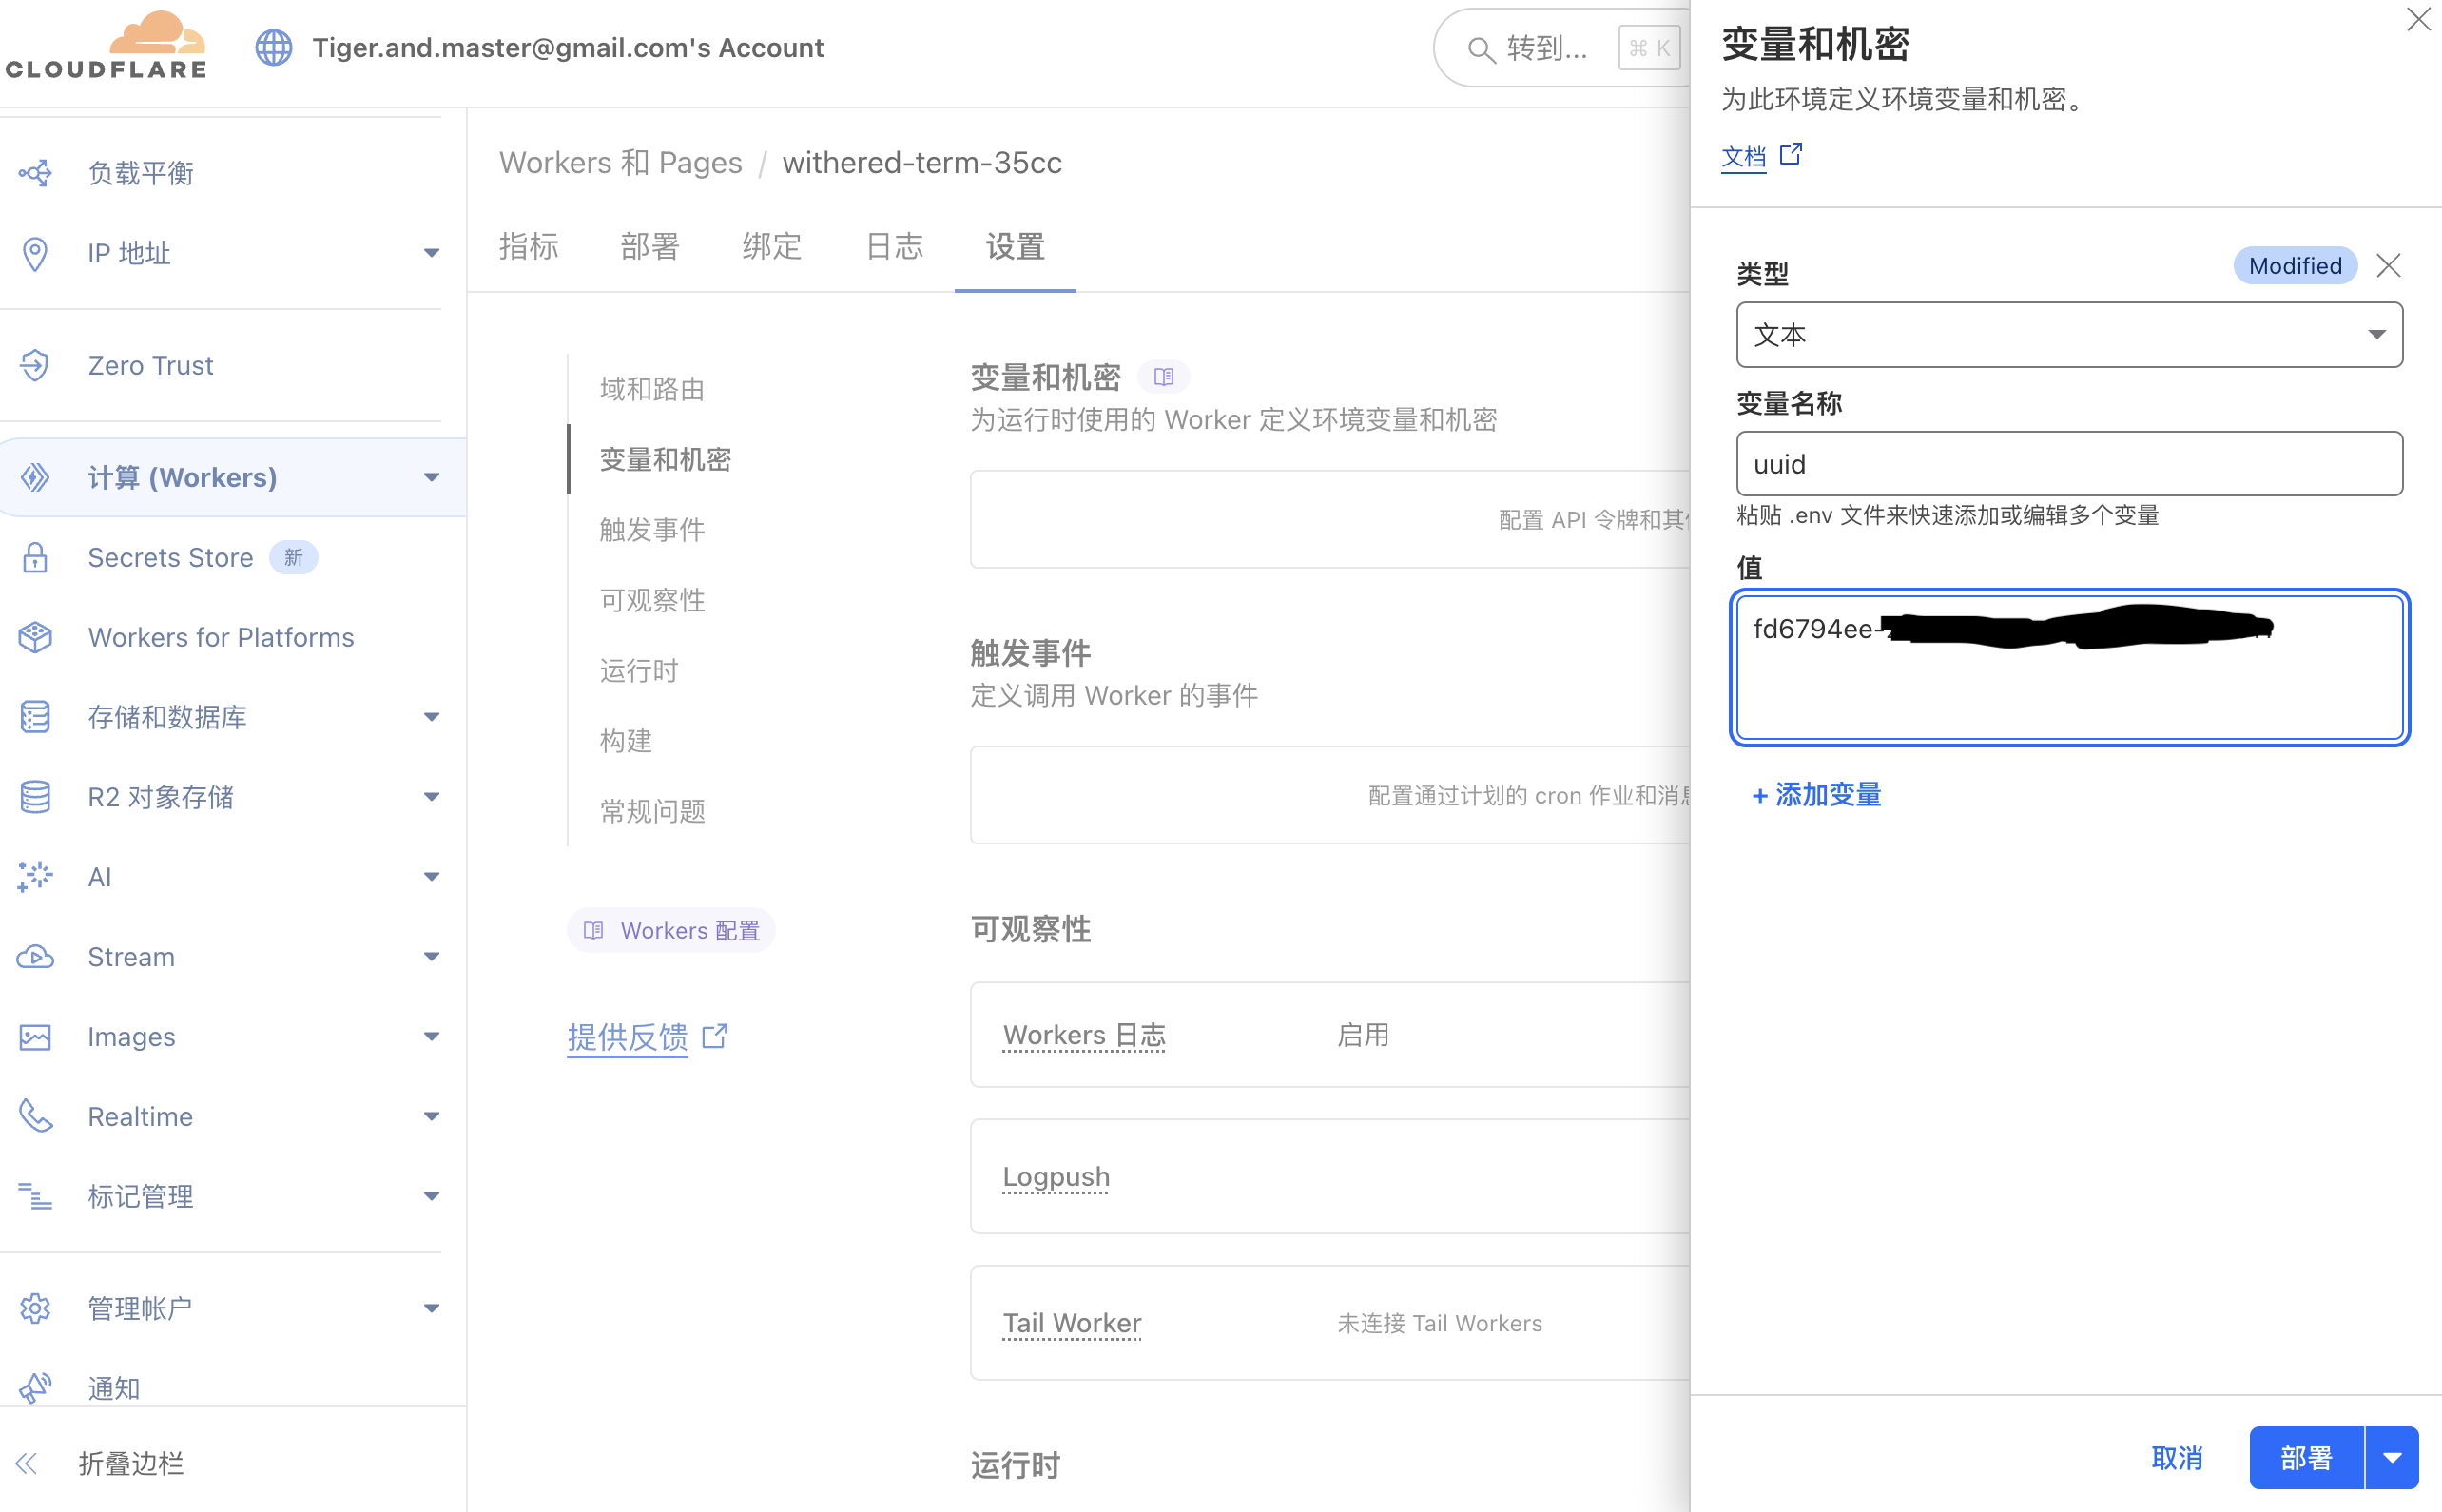 CLOUDFLARE
Tiger.and.master@gmail.com's Account
转到...
⌘ K
负载平衡
IP 地址
Zero Trust
计算 (Workers)
Secrets Store 新
Workers for Platforms
存储和数据库
R2 对象存储
AI
Stream
Images
Realtime
标记管理
管理帐户
通知
折叠边栏
Workers 和 Pages / withered-term-35cc
指标 部署 绑定 日志 设置
域和路由
变量和机密
触发事件
可观察性
运行时
构建
常规问题
Workers 配置
提供反馈
变量和机密
为运行时使用的 Worker 定义环境变量和机密
配置 API 令牌和其
触发事件
定义调用 Worker 的事件
配置通过计划的 cron 作业和消息
可观察性
Workers 日志 启用
Logpush
Tail Worker 未连接 Tail Workers
运行时
变量和机密
为此环境定义环境变量和机密。
文档
类型
Modified
文本
变量名称
uuid
粘贴 .env 文件来快速添加或编辑多个变量
值
fd6794ee-
+ 添加变量
取消 部署